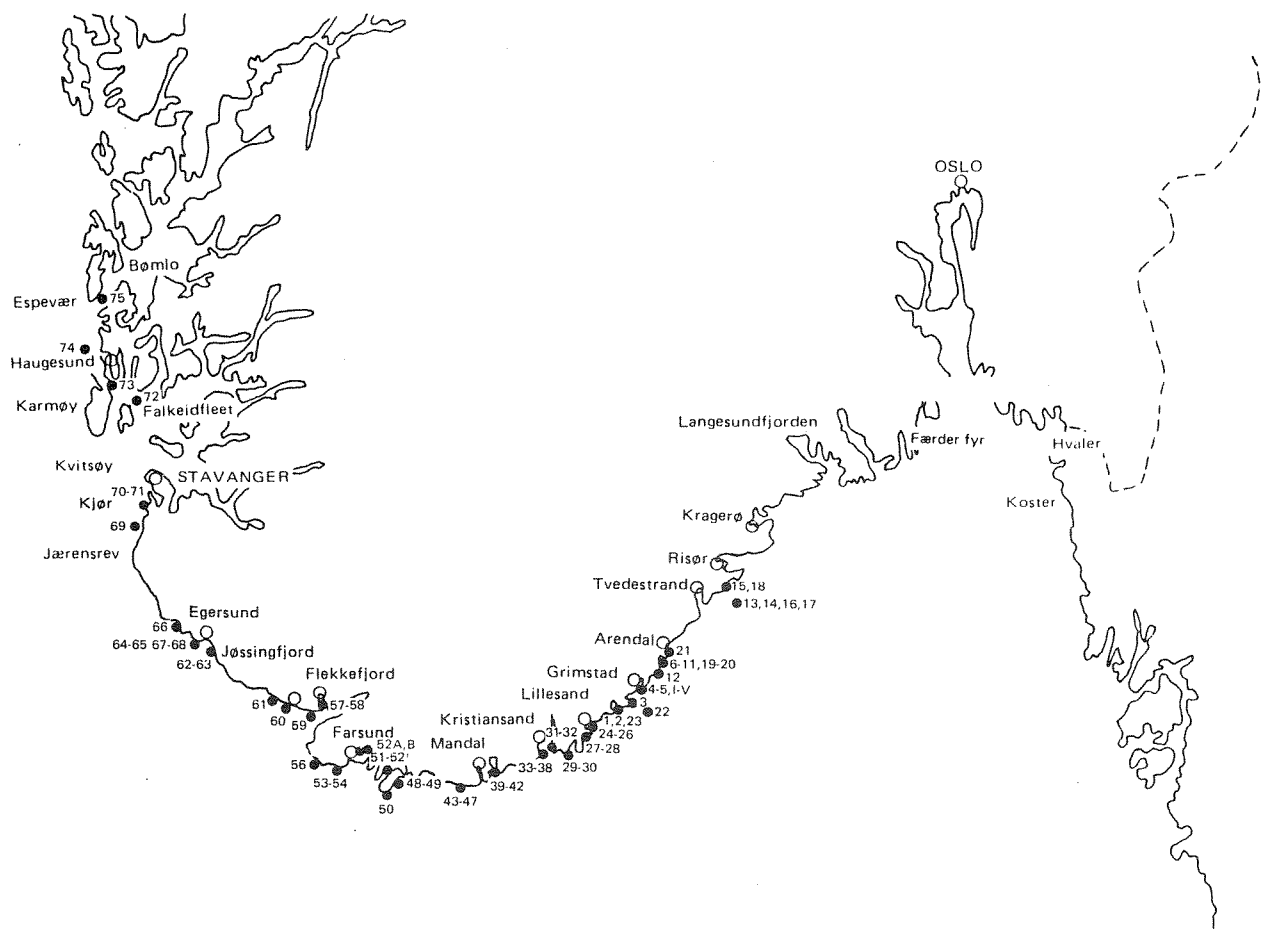 OSLO
Bømlo
Espevær
75
74
Haugesund
73
72
Karmøy
Falkeidfleet
Langesundfjorden
Færder fyr
Hvaler
Kvitsøy
STAVANGER
70-71
Kjør
69
Koster
Kragerø
Jærensrev
Risør
Tvedestrand
15,18
13,14,16,17
Egersund
66
64-65
67-68
Jøssingfjord
62-63
Arendal
21
6-11,19-20
12
Flekkefjord
Grimstad
4-5,I-V
57-58
61
60
59
Lillesand
3
22
1,2,23
Kristiansand
31-32
24-26
Farsund
52A,B
Mandal
27-28
51-52'
56
53-54
48-49
33-38
29-30
50
43-47
39-42